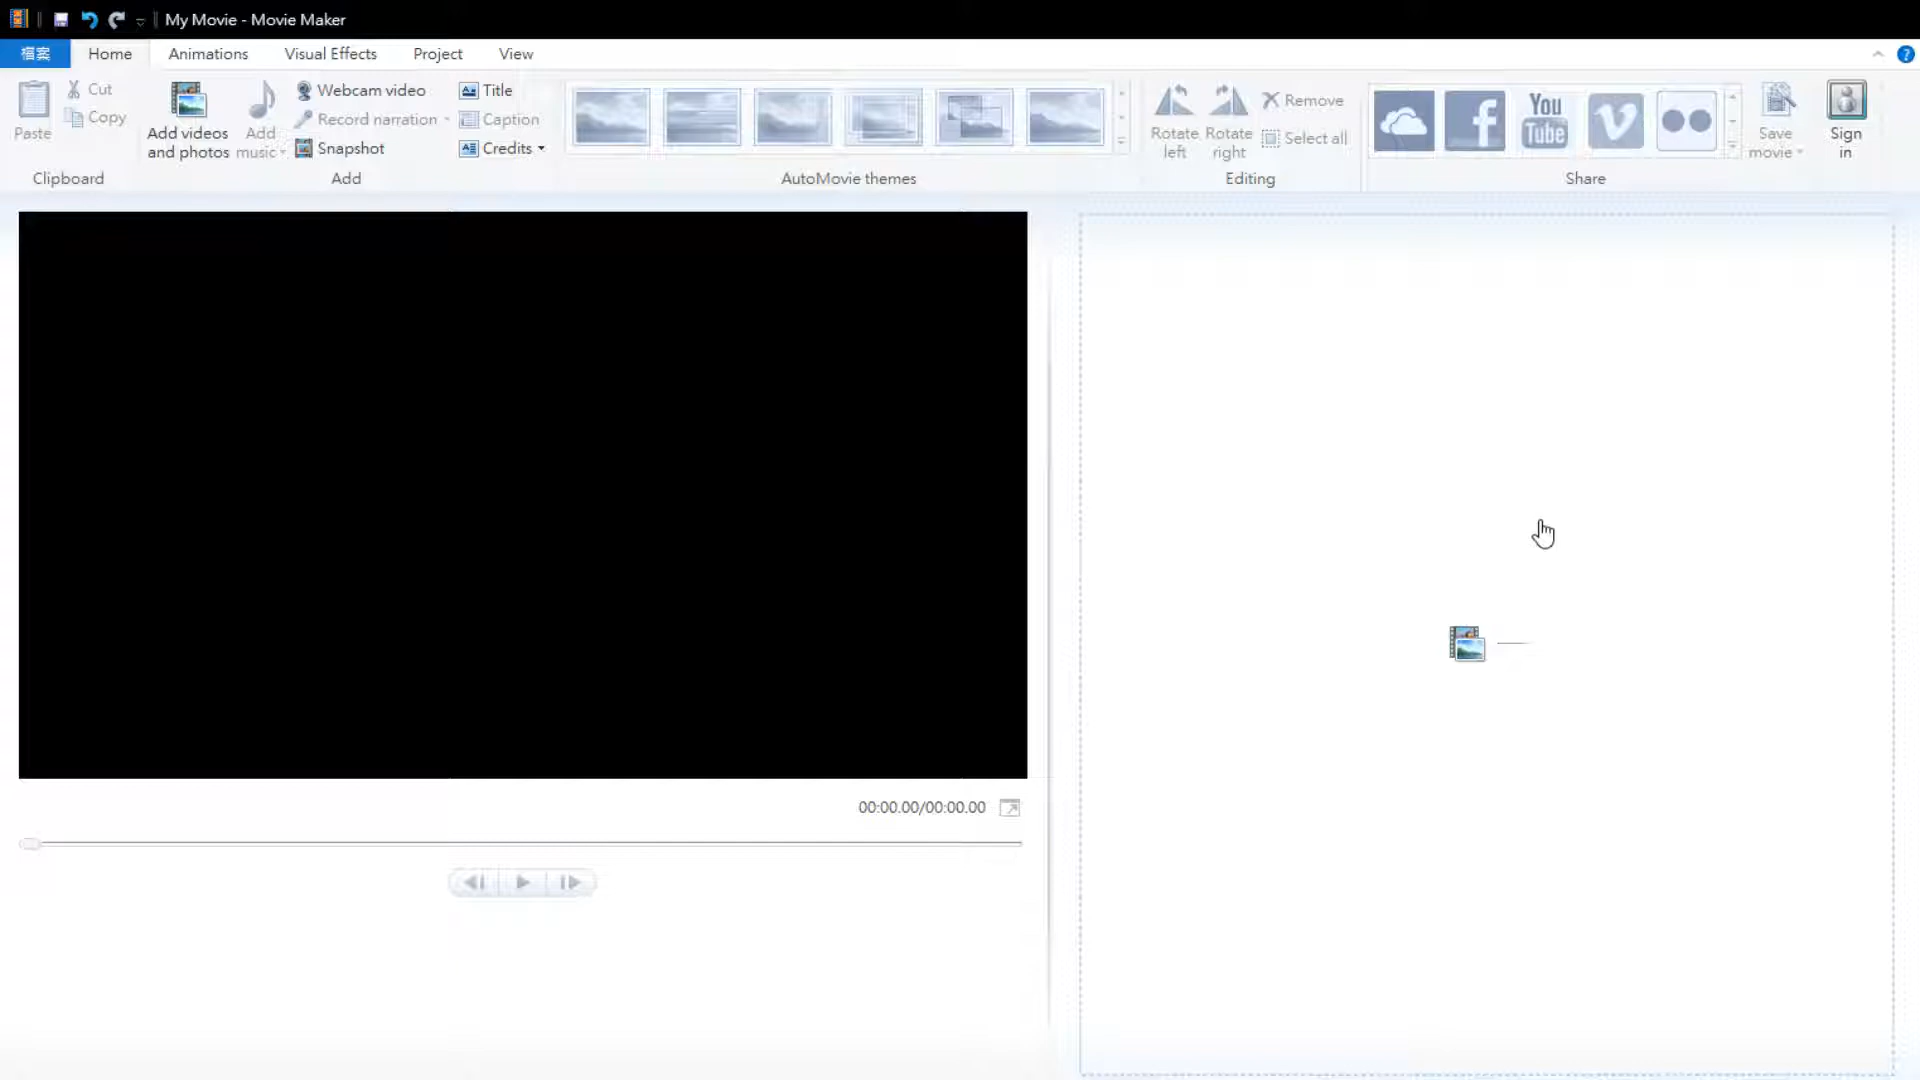 My Movie - Movie Maker
檔案 Home Animations Visual Effects Project View
Paste
Cut
Copy
Clipboard
Add videos
and photos
Add
music
Webcam video
Record narration
Snapshot
Title
Caption
Credits
Add
AutoMovie themes
Rotate
left
Rotate
right
Remove
Select all
Editing
f
You
Tube
v
Share
Save
movie
Sign
in
?
00:00.00/00:00.00